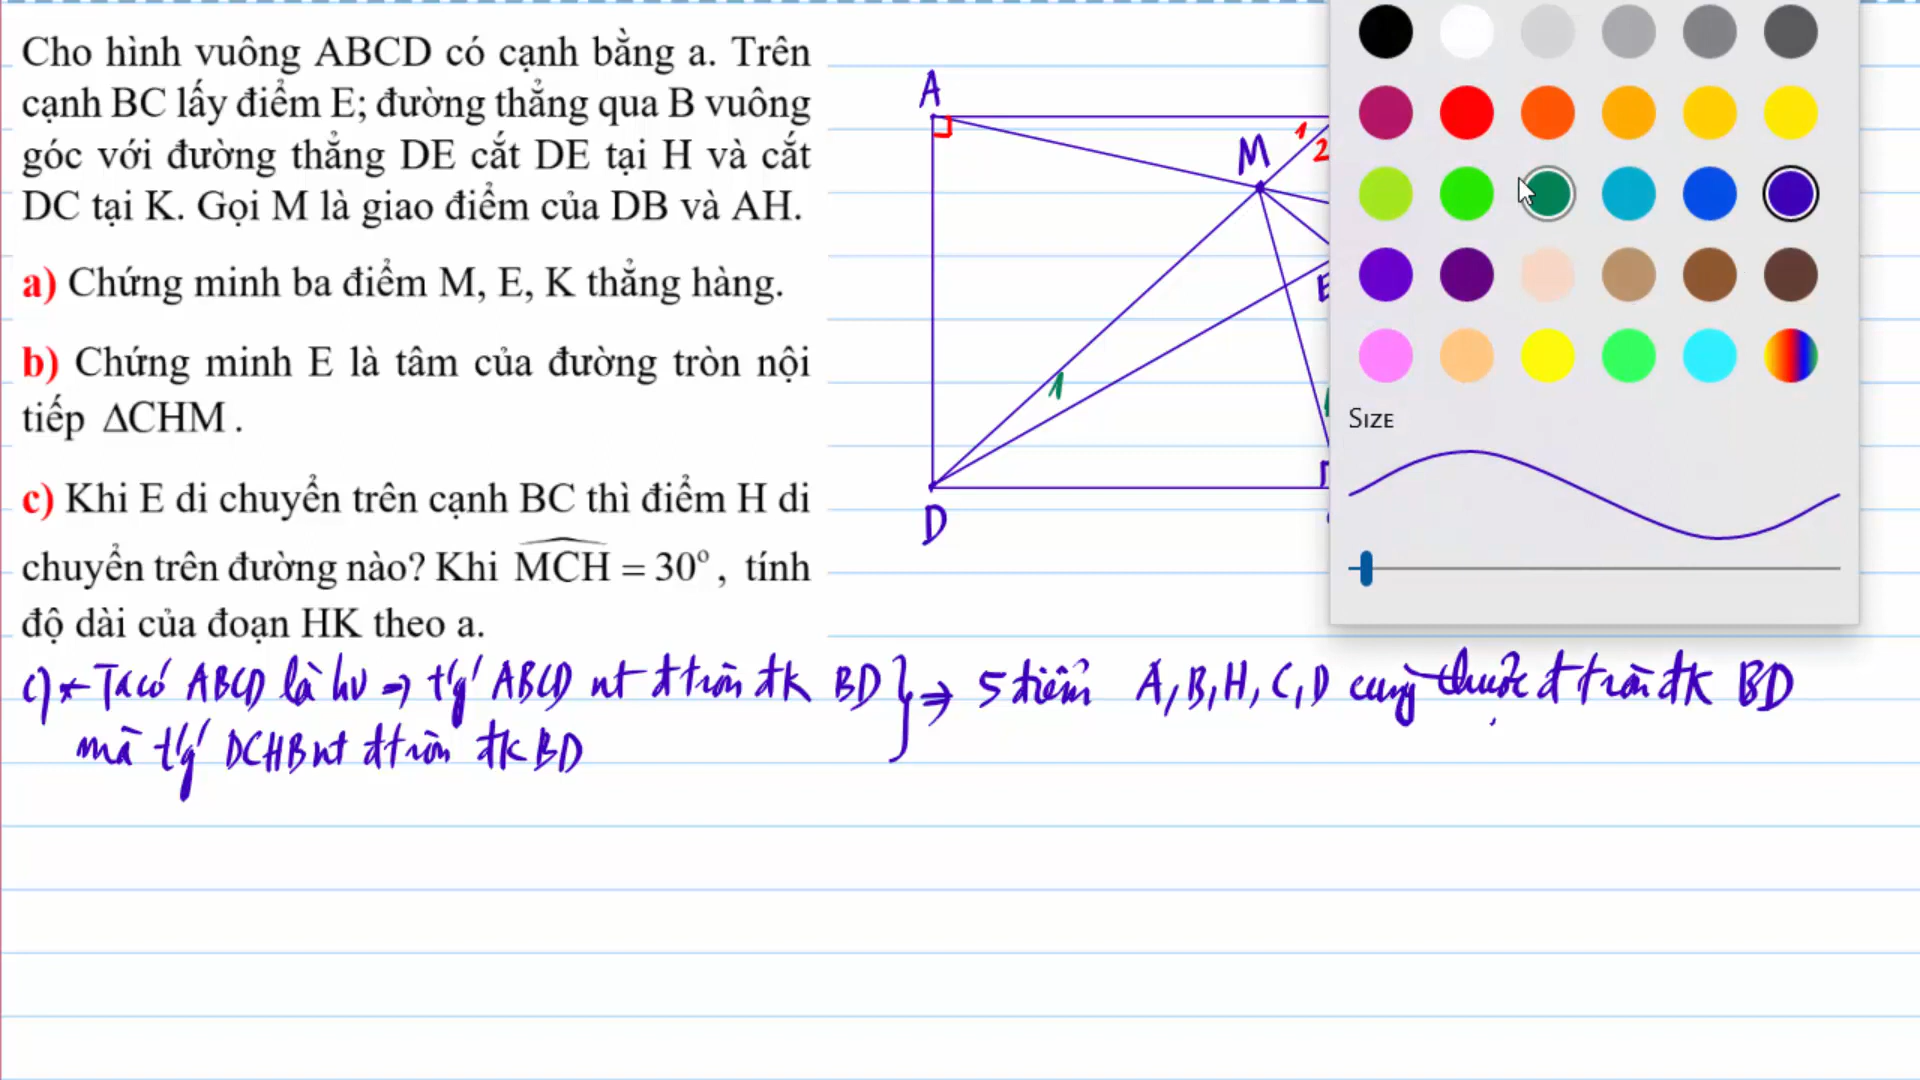 Cho hình vuông ABCD có cạnh bằng a. Trên
cạnh BC lấy điểm E; đường thẳng qua B vuông
góc với đường thẳng DE cắt DE tại H và cắt
DC tại K. Gọi M là giao điểm của DB và AH.
a) Chứng minh ba điểm M, E, K thẳng hàng.
b) Chứng minh E là tâm của đường tròn nội
tiếp ΔCHM.
c) Khi E di chuyển trên cạnh BC thì điểm H di
chuyển trên đường nào? Khi MCH = 30°, tính
độ dài của đoạn HK theo a.
A
M
1
2
E
1
D
SIZE
c) * Ta có ABCD là hv => t/g ABCD nt đ tròn đk BD } => 5 điểm A, B, H, C, D cùng thuộc đ tròn đk BD
mà t/g DCHB nt đ tròn đk BD